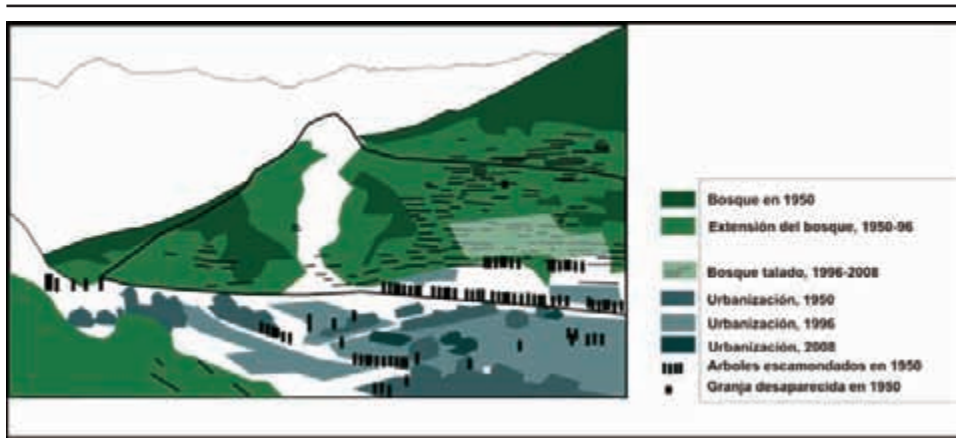 Bosque en 1950
Extensión del bosque, 1950-96
Bosque talado, 1996-2008
Urbanización, 1950
Urbanización, 1996
Urbanización, 2008
Arboles escamondados en 1950
Granja desaparecida en 1950